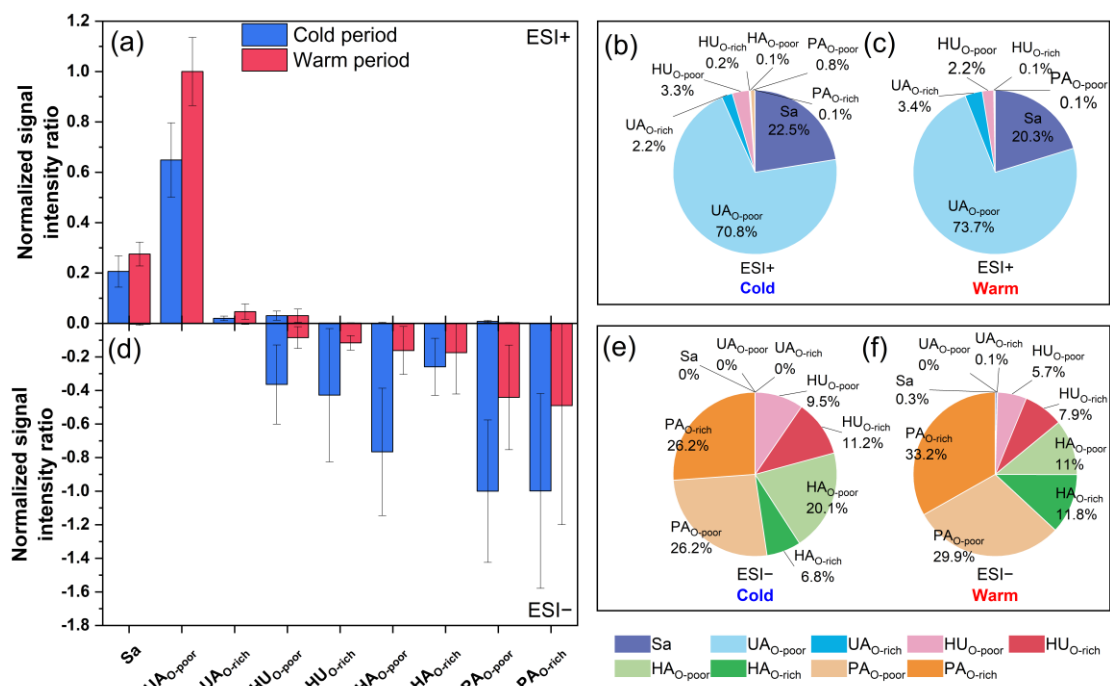 (a)
Cold period
Warm period
ESI+
Normalized signal
intensity ratio
1.2
1.0
0.8
0.6
0.4
0.2
0.0
(d)
Normalized signal
intensity ratio
-0.2
-0.4
-0.6
-0.8
-1.0
-1.2
-1.4
-1.6
-1.8
ESI−
Sa
UAO-poor
UAO-rich
HUO-poor
HUO-rich
HAO-poor
HAO-rich
PAO-poor
PAO-rich
(b)
HUO-rich
0.2%
HAO-poor
0.1%
PAO-poor
0.8%
HUO-poor
3.3%
PAO-rich
0.1%
UAO-rich
2.2%
Sa
22.5%
UAO-poor
70.8%
ESI+
Cold
(c)
HUO-poor
2.2%
HUO-rich
0.1%
PAO-poor
0.1%
UAO-rich
3.4%
Sa
20.3%
UAO-poor
73.7%
ESI+
Warm
(e)
Sa
0%
UAO-poor
0%
UAO-rich
0%
HUO-poor
9.5%
HUO-rich
11.2%
HAO-poor
20.1%
HAO-rich
6.8%
PAO-poor
26.2%
PAO-rich
26.2%
ESI−
Cold
(f)
UAO-poor
0%
UAO-rich
0.1%
HUO-poor
5.7%
Sa
0.3%
HUO-rich
7.9%
HAO-poor
11%
HAO-rich
11.8%
PAO-poor
29.9%
PAO-rich
33.2%
ESI−
Warm
Sa UAO-poor UAO-rich HUO-poor HUO-rich
HAO-poor HAO-rich PAO-poor PAO-rich